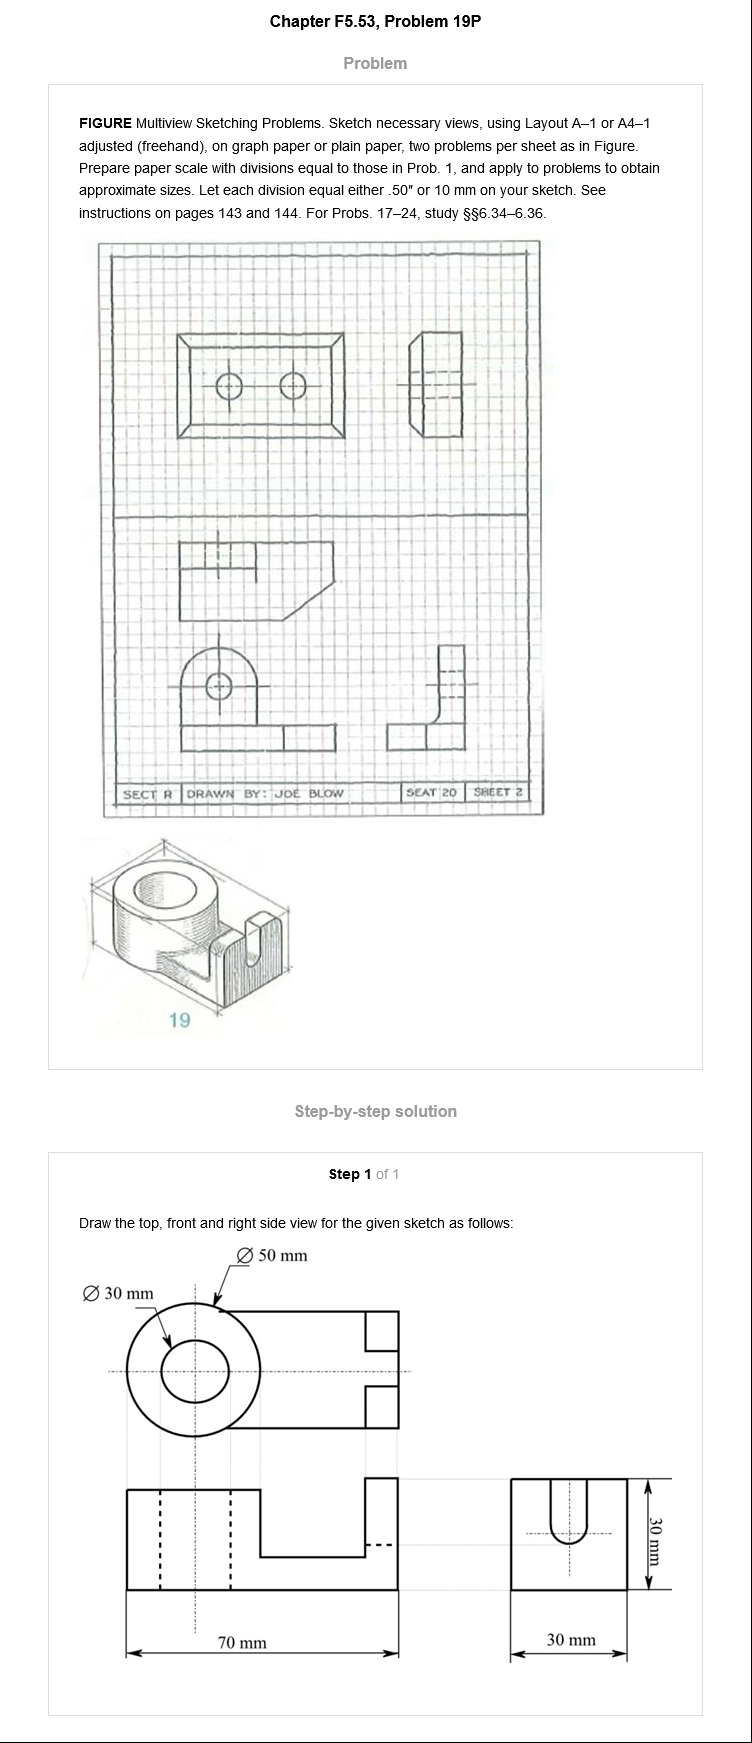 Chapter F5.53, Problem 19P
Problem
FIGURE Multiview Sketching Problems. Sketch necessary views, using Layout A–1 or A4–1
adjusted (freehand), on graph paper or plain paper, two problems per sheet as in Figure.
Prepare paper scale with divisions equal to those in Prob. 1, and apply to problems to obtain
approximate sizes. Let each division equal either .50″ or 10 mm on your sketch. See
instructions on pages 143 and 144. For Probs. 17–24, study §§6.34–6.36.
SECT R DRAWN BY: JOE BLOW SEAT 20 SHEET 2
19
Step-by-step solution
Step 1 of 1
Draw the top, front and right side view for the given sketch as follows:
∅ 50 mm
∅ 30 mm
30 mm
70 mm
30 mm